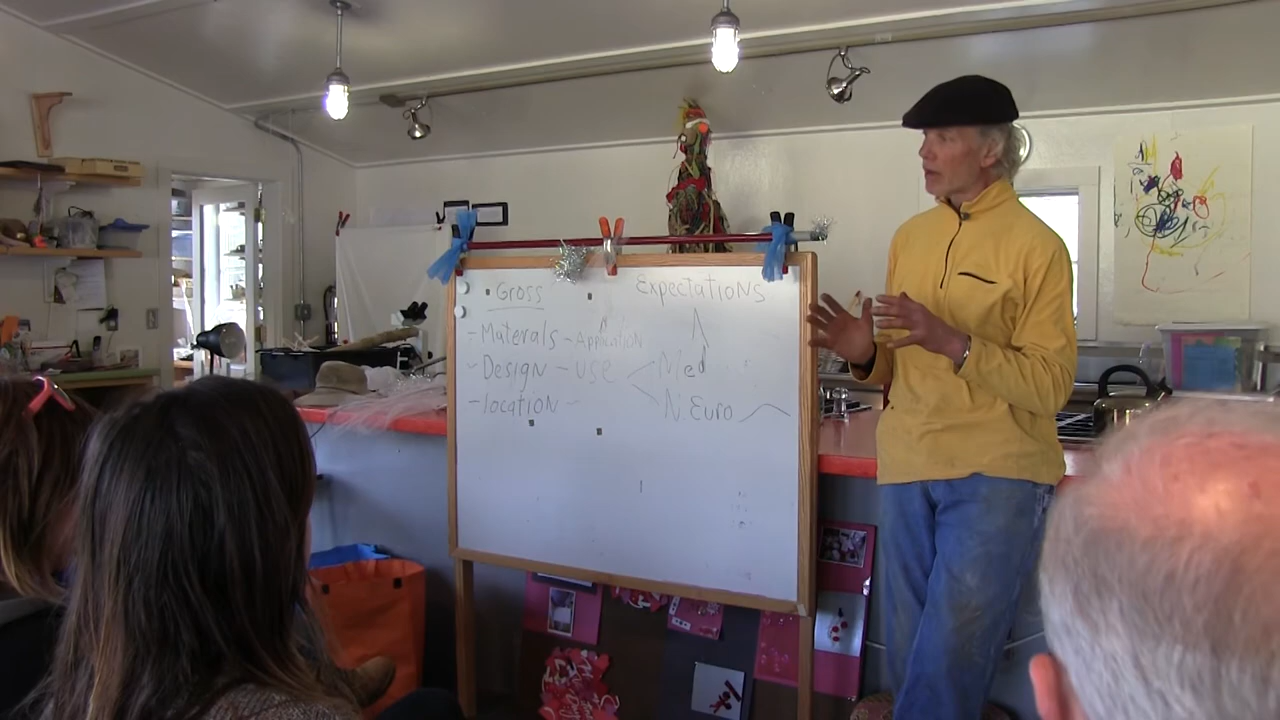 • Gross
Expectations
- Materals - Application
- Design - use < Med
- location - N. Euro